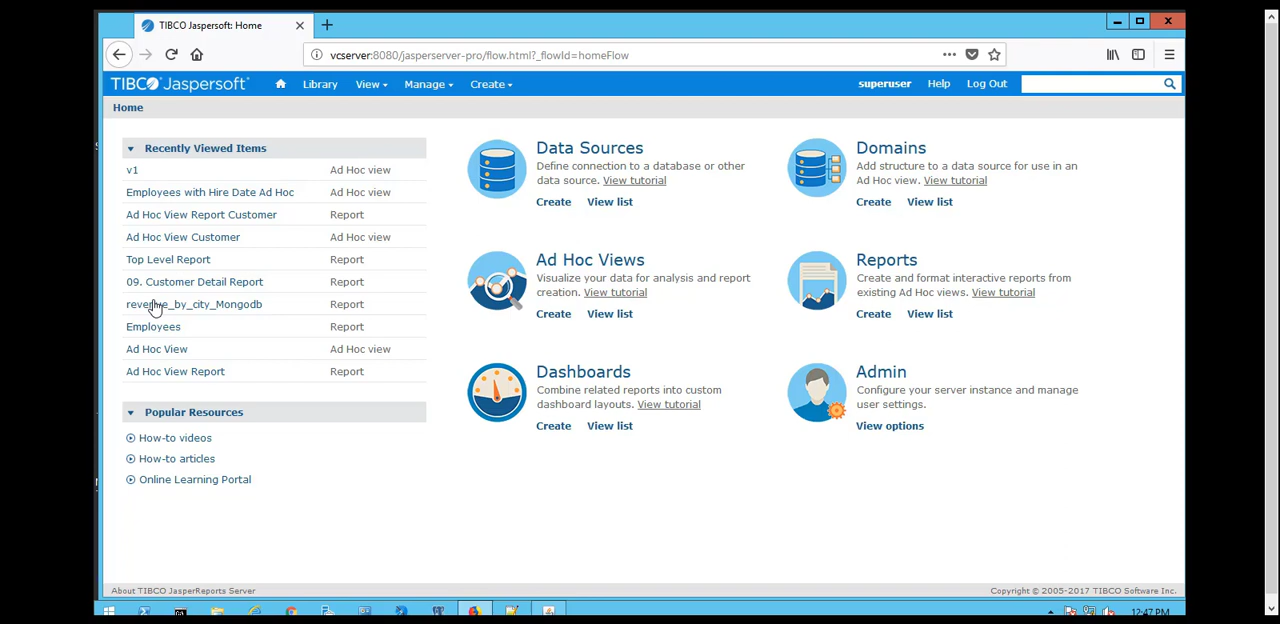 TIBCO Jaspersoft: Home
vcserver:8080/jasperserver-pro/flow.html?_flowId=homeFlow
TIBCO Jaspersoft Library View Manage Create superuser Help Log Out
Home
Recently Viewed Items
v1 Ad Hoc view
Employees with Hire Date Ad Hoc Ad Hoc view
Ad Hoc View Report Customer Report
Ad Hoc View Customer Ad Hoc view
Top Level Report Report
09. Customer Detail Report Report
revenue_by_city_Mongodb Report
Employees Report
Ad Hoc View Ad Hoc view
Ad Hoc View Report Report
Popular Resources
How-to videos
How-to articles
Online Learning Portal
Data Sources
Define connection to a database or other
data source. View tutorial
Create View list
Domains
Add structure to a data source for use in an
Ad Hoc view. View tutorial
Create View list
Ad Hoc Views
Visualize your data for analysis and report
creation. View tutorial
Create View list
Reports
Create and format interactive reports from
existing Ad Hoc views. View tutorial
Create View list
Dashboards
Combine related reports into custom
dashboard layouts. View tutorial
Create View list
Admin
Configure your server instance and manage
user settings.
View options
About TIBCO JasperReports Server Copyright © 2005-2017 TIBCO Software Inc.
12:47 PM